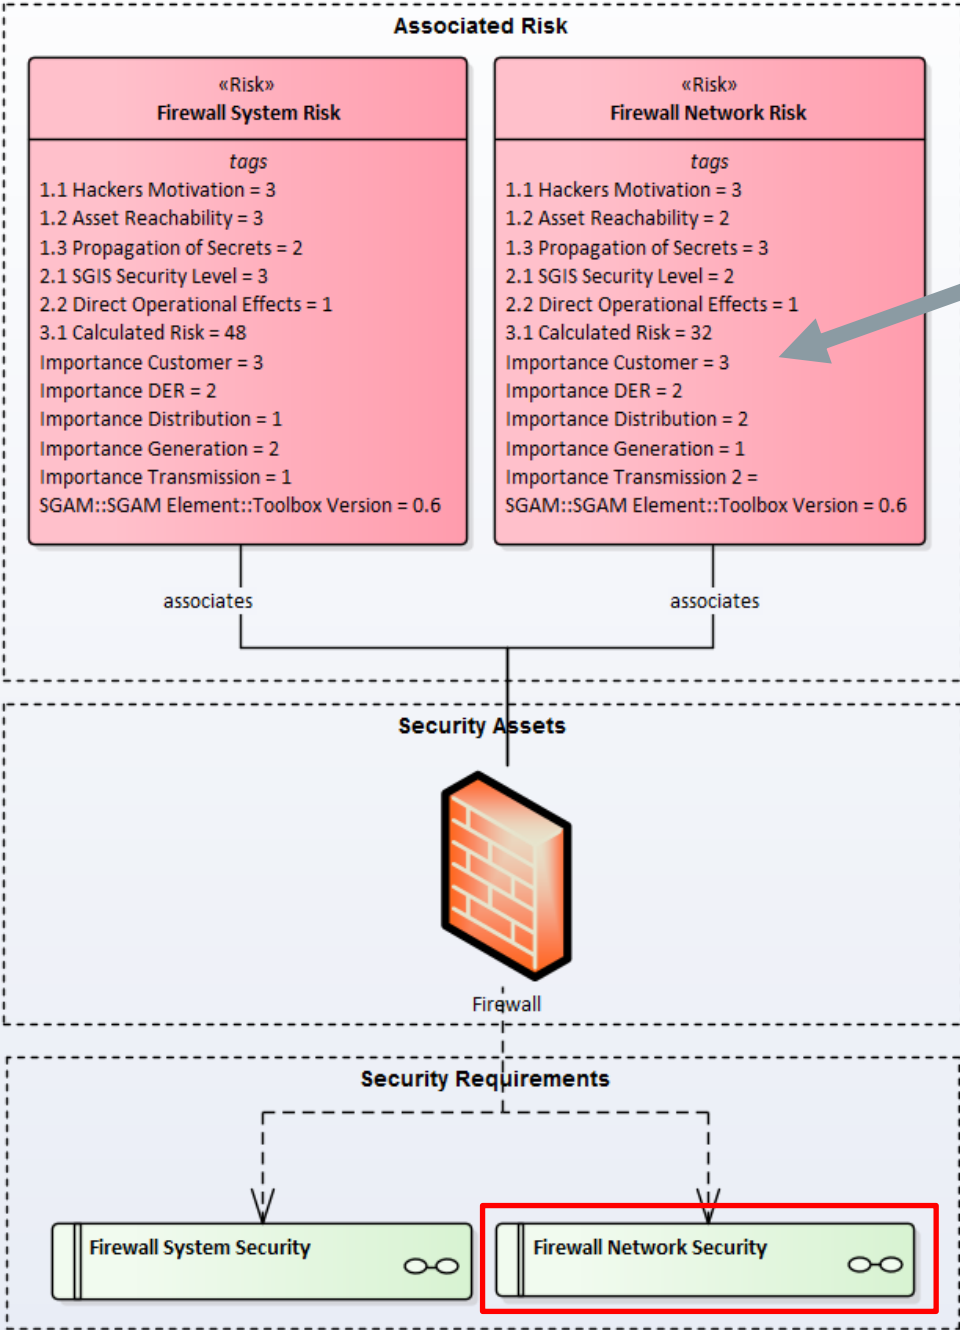 Associated Risk
«Risk»
Firewall System Risk
tags
1.1 Hackers Motivation = 3
1.2 Asset Reachability = 3
1.3 Propagation of Secrets = 2
2.1 SGIS Security Level = 3
2.2 Direct Operational Effects = 1
3.1 Calculated Risk = 48
Importance Customer = 3
Importance DER = 2
Importance Distribution = 1
Importance Generation = 2
Importance Transmission = 1
SGAM::SGAM Element::Toolbox Version = 0.6
«Risk»
Firewall Network Risk
tags
1.1 Hackers Motivation = 3
1.2 Asset Reachability = 2
1.3 Propagation of Secrets = 3
2.1 SGIS Security Level = 2
2.2 Direct Operational Effects = 1
3.1 Calculated Risk = 32
Importance Customer = 3
Importance DER = 2
Importance Distribution = 2
Importance Generation = 1
Importance Transmission 2 =
SGAM::SGAM Element::Toolbox Version = 0.6
associates
associates
Security Assets
Firewall
Security Requirements
Firewall System Security
Firewall Network Security